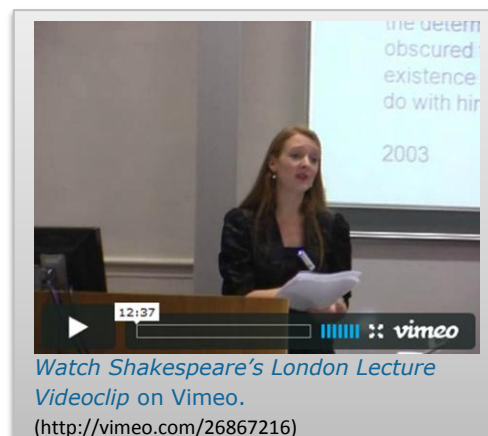 the determ
obscured
existence
do with hi
2003
12:37
vimeo
Watch Shakespeare's London Lecture
Videoclip on Vimeo.
(http://vimeo.com/26867216)